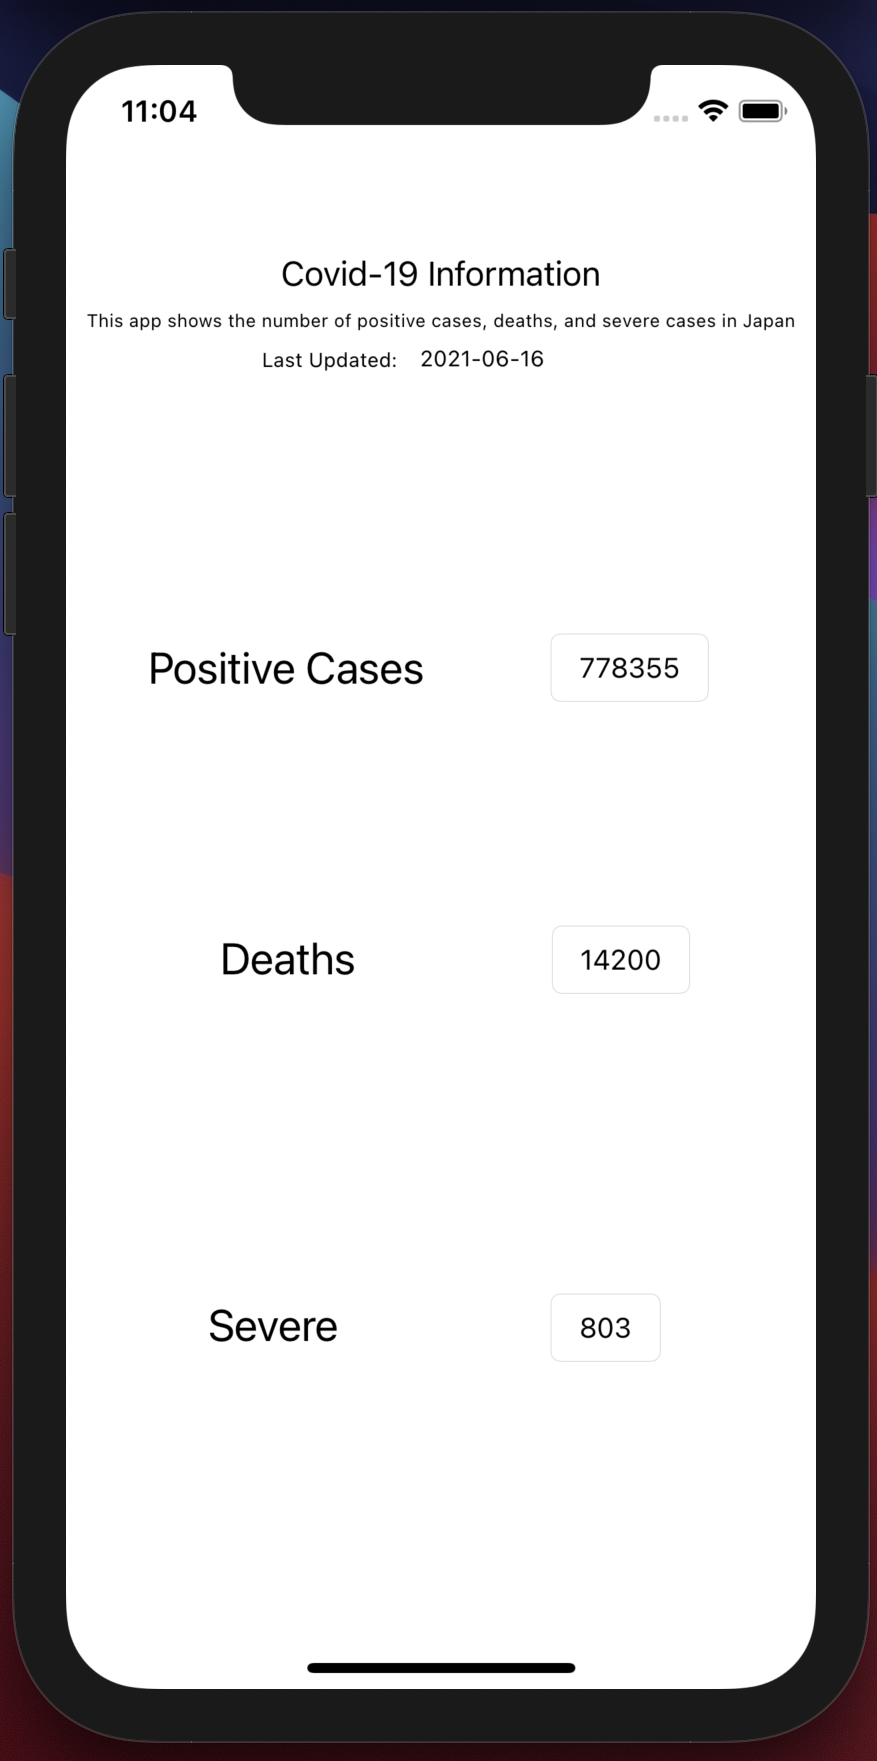 11:04
Covid-19 Information
This app shows the number of positive cases, deaths, and severe cases in Japan
Last Updated: 2021-06-16
Positive Cases 778355
Deaths 14200
Severe 803